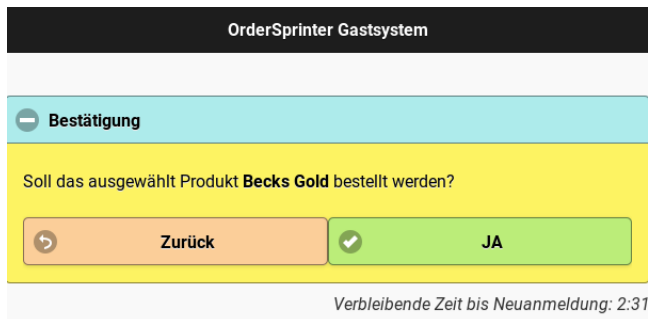 OrderSprinter Gastsystem
Bestätigung
Soll das ausgewählt Produkt Becks Gold bestellt werden?
Zurück
JA
Verbleibende Zeit bis Neuanmeldung: 2:31